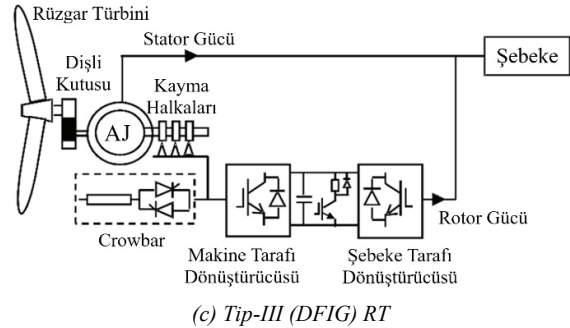 Rüzgar Türbini
Stator Gücü
Şebeke
Dişli
Kutusu
Kayma
Halkaları
AJ
Crowbar
Rotor Gücü
Makine Tarafı
Dönüştürücüsü
Şebeke Tarafı
Dönüştürücüsü
(c) Tip-III (DFIG) RT